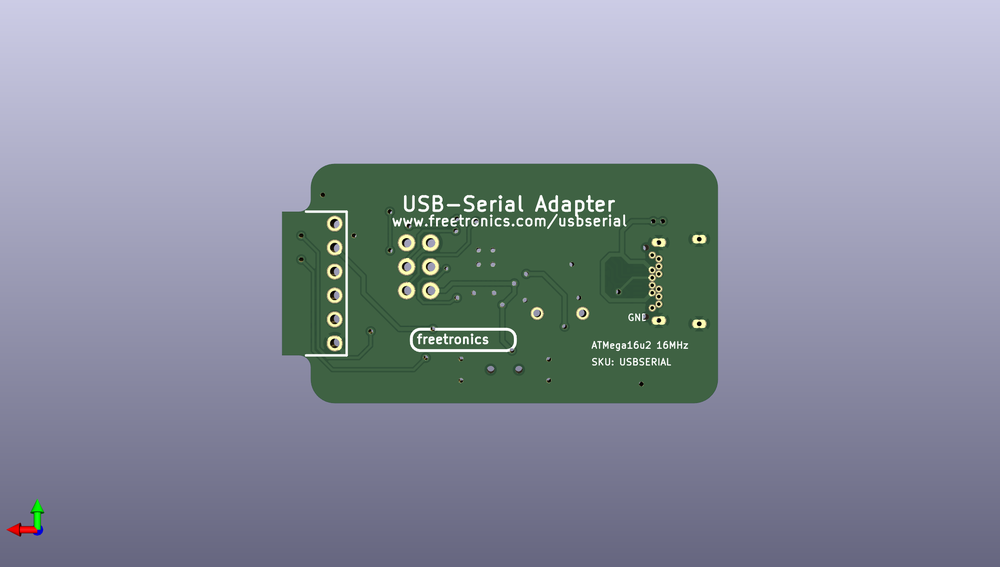 USB-Serial Adapter
www.freetronics.com/usbserial
GND
freetronics
ATMega16u2 16MHz
SKU: USBSERIAL